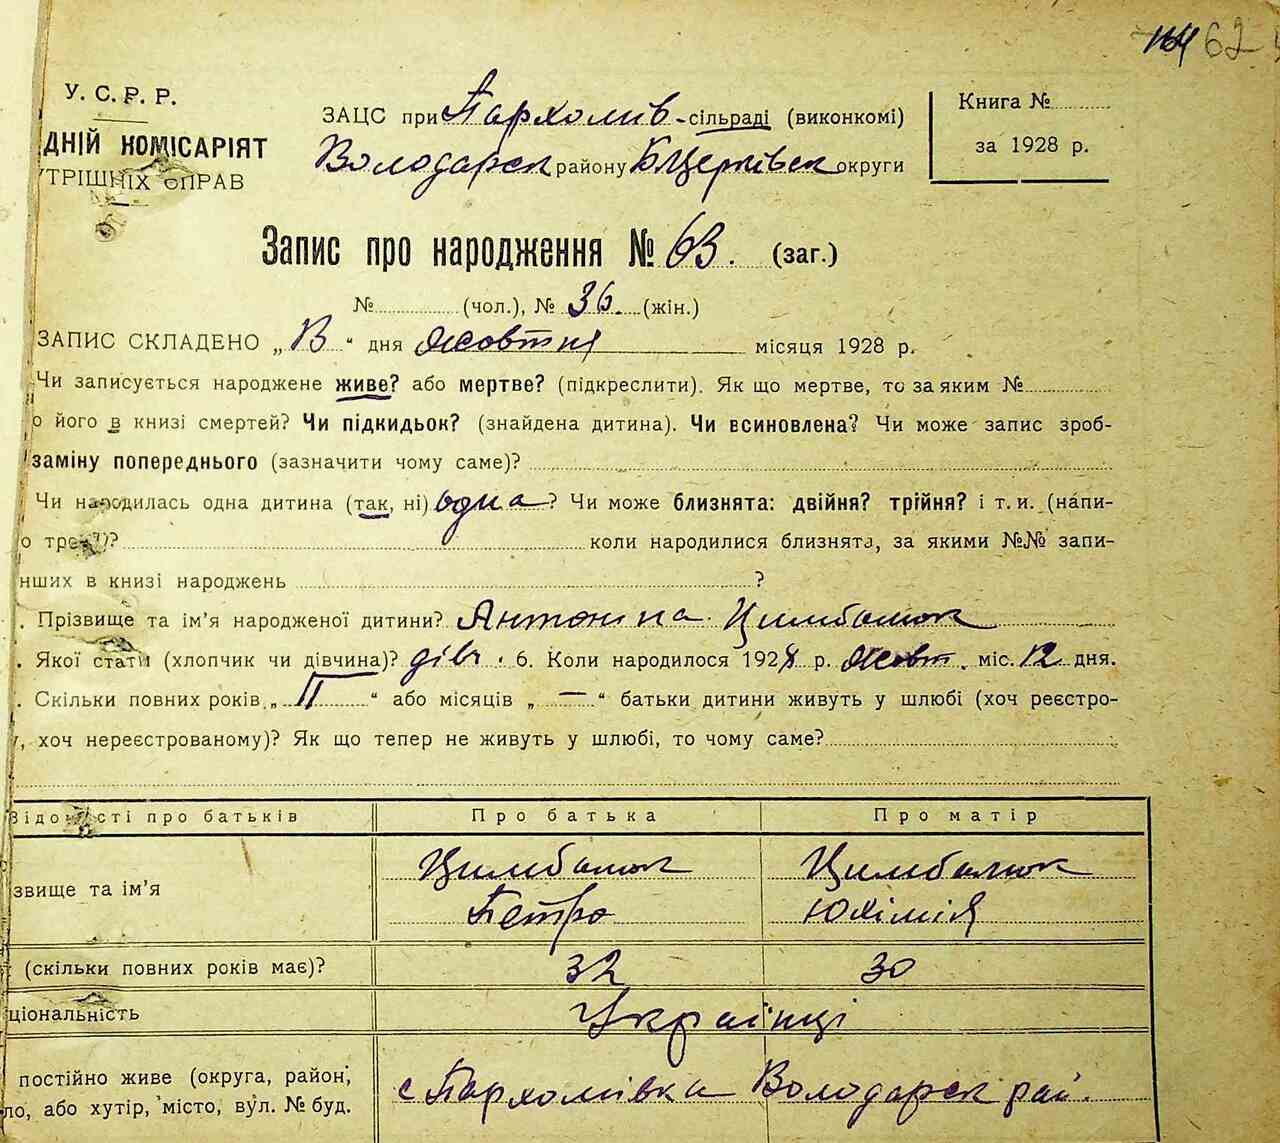 62
У. С. Р. Р.
ДНІЙ КОМІСАРІЯТ
УТРІШНІХ СПРАВ
ЗАЦС при Пархомів-сільраді (виконкомі)
Володарск району БЦерківск округи
Книга №
за 1928 р.
Запис про народження № 63. (заг.)
№ (чол.), № 36. (жін.)
ЗАПИС СКЛАДЕНО „13“ дня жовтня місяця 1928 р.
Чи записується народжене живе? або мертве? (підкреслити). Як що мертве, то за яким №
о його в книзі смертей? Чи підкидьок? (знайдена дитина). Чи всиновлена? Чи може запис зроб-
заміну попереднього (зазначити чому саме)?
Чи народилась одна дитина (так, ні) одна? Чи може близнята: двійня? трійня? і т. и. (напи-
о тре )? коли народилися близнята, за якими №№ запи-
нших в книзі народжень ?
. Прізвище та ім’я народженої дитини? Антоніна Цимбалюк
. Якої статі (хлопчик чи дівчина)? дівч. 6. Коли народилося 1928 р. жовт. міс. 12 дня.
. Скільки повних років „11“ або місяців „—“ батьки дитини живуть у шлюбі (хоч реєстро-
у, хоч нереєстрованому)? Як що тепер не живуть у шлюбі, то чому саме?
Відомості про батьків Про батька Про матір
Цимбалюк Цимбалюк
звище та ім’я
Петро Юхімія
(скільки повних років має)? 32 30
ціональність Українці
постійно живе (округа, район, с Пархомівка Володарск рай.
ло, або хутір, місто, вул. № буд.